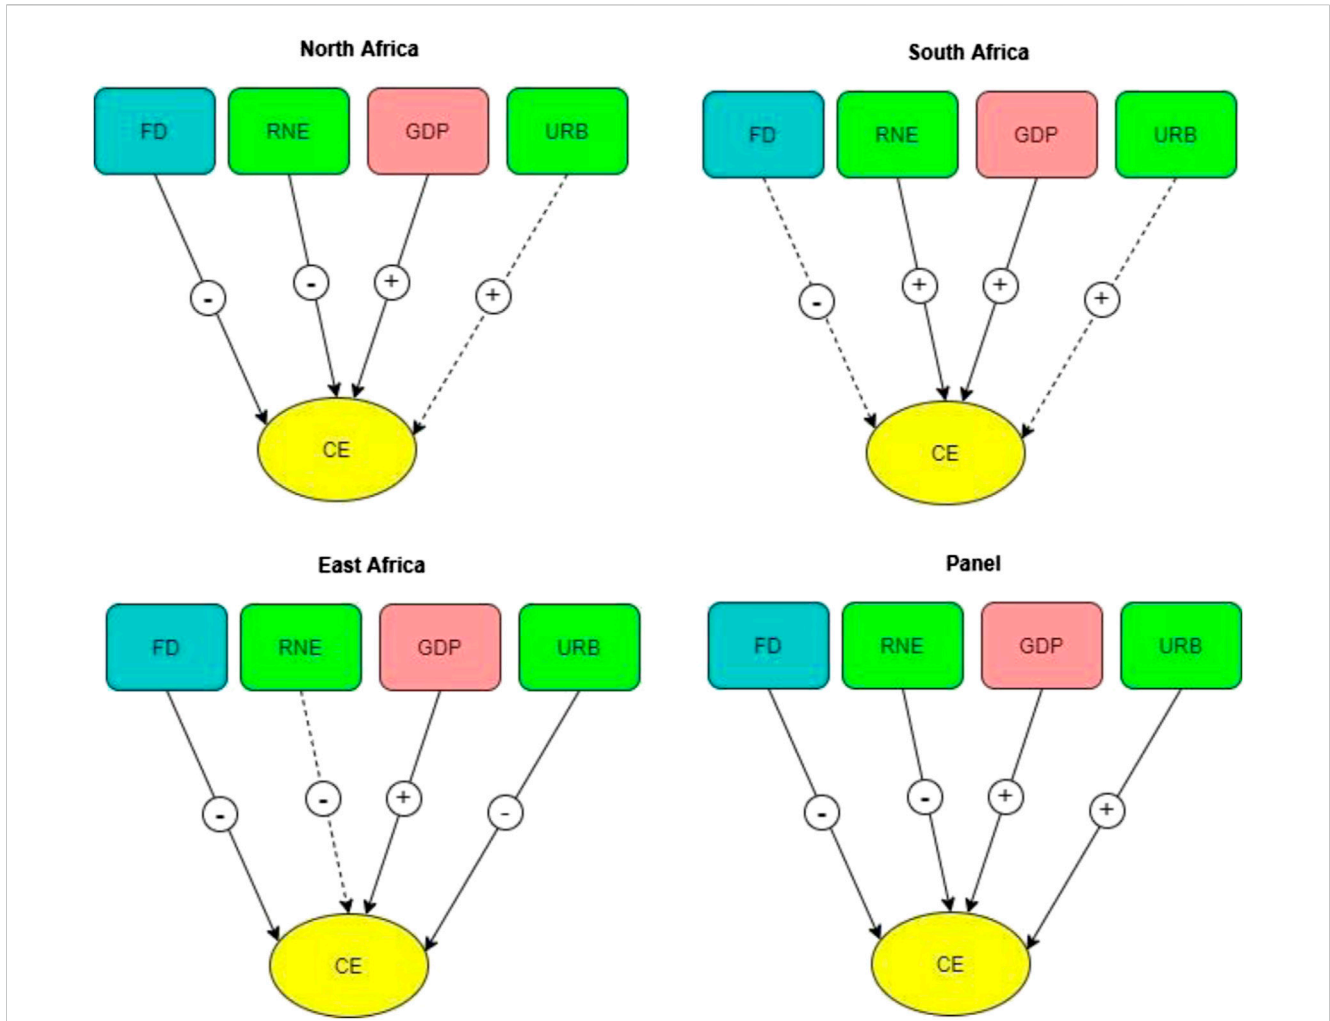 North Africa
South Africa
FD RNE GDP URB
FD RNE GDP URB
- - + +
- + + +
CE
CE
East Africa
Panel
FD RNE GDP URB
FD RNE GDP URB
- - + -
- - + +
CE
CE